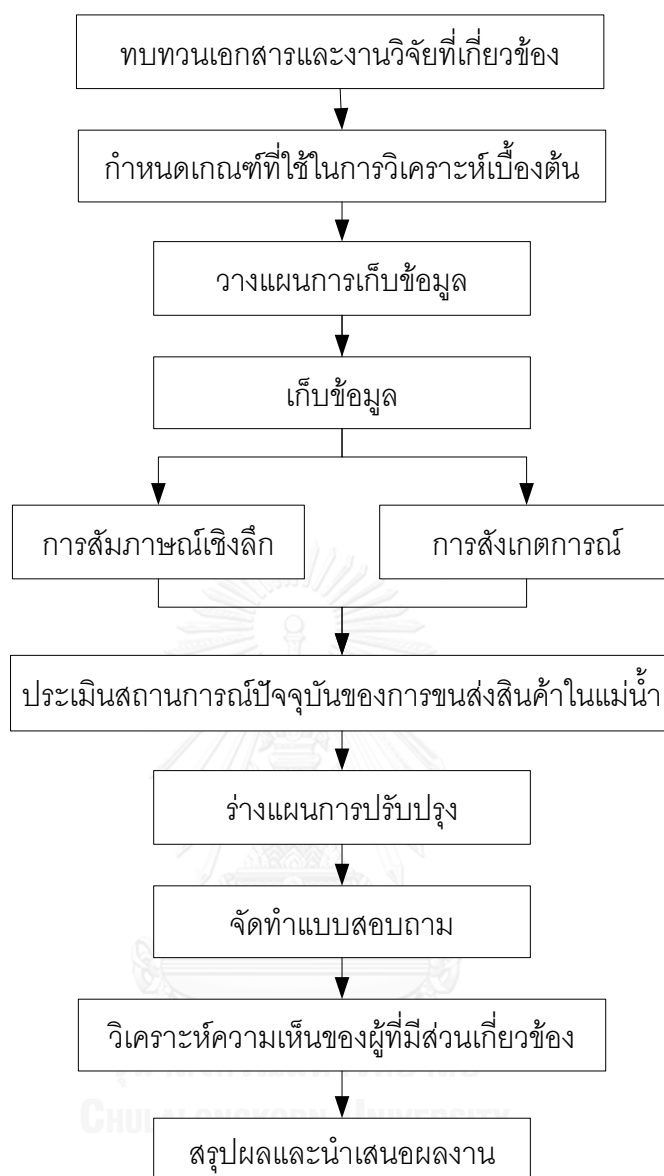 ทบทวนเอกสารและงานวิจัยที่เกี่ยวข้อง
กำหนดเกณฑ์ที่ใช้ในการวิเคราะห์เบื้องต้น
วางแผนการเก็บข้อมูล
เก็บข้อมูล
การสัมภาษณ์เชิงลึก
การสังเกตการณ์
ประเมินสถานการณ์ปัจจุบันของการขนส่งสินค้าในแม่น้ำ
ร่างแผนการปรับปรุง
จัดทำแบบสอบถาม
วิเคราะห์ความเห็นของผู้ที่มีส่วนเกี่ยวข้อง
CHULALONGKORN UNIVERSITY
สรุปผลและนำเสนอผลงาน